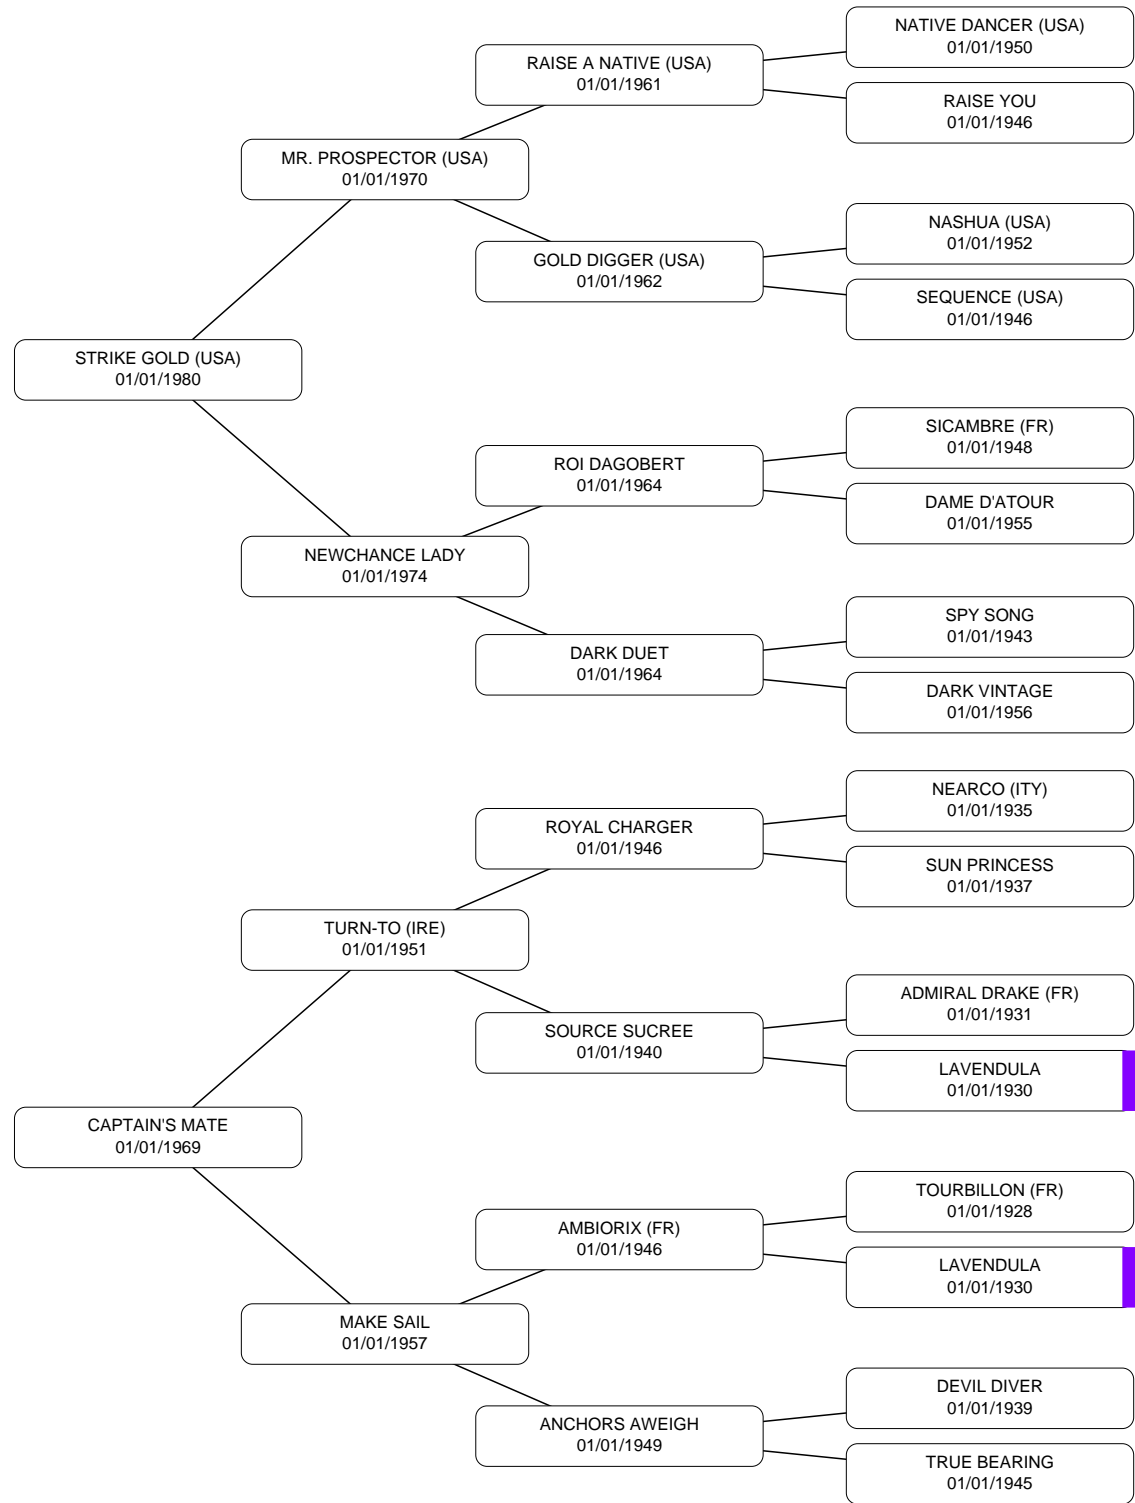 NATIVE DANCER (USA)
01/01/1950
RAISE A NATIVE (USA)
01/01/1961
RAISE YOU
01/01/1946
MR. PROSPECTOR (USA)
01/01/1970
NASHUA (USA)
01/01/1952
GOLD DIGGER (USA)
01/01/1962
SEQUENCE (USA)
01/01/1946
STRIKE GOLD (USA)
01/01/1980
SICAMBRE (FR)
01/01/1948
ROI DAGOBERT
01/01/1964
DAME D'ATOUR
01/01/1955
NEWCHANCE LADY
01/01/1974
SPY SONG
01/01/1943
DARK DUET
01/01/1964
DARK VINTAGE
01/01/1956
NEARCO (ITY)
01/01/1935
ROYAL CHARGER
01/01/1946
SUN PRINCESS
01/01/1937
TURN-TO (IRE)
01/01/1951
ADMIRAL DRAKE (FR)
01/01/1931
SOURCE SUCREE
01/01/1940
LAVENDULA
01/01/1930
CAPTAIN'S MATE
01/01/1969
TOURBILLON (FR)
01/01/1928
AMBIORIX (FR)
01/01/1946
LAVENDULA
01/01/1930
MAKE SAIL
01/01/1957
DEVIL DIVER
01/01/1939
ANCHORS AWEIGH
01/01/1949
TRUE BEARING
01/01/1945